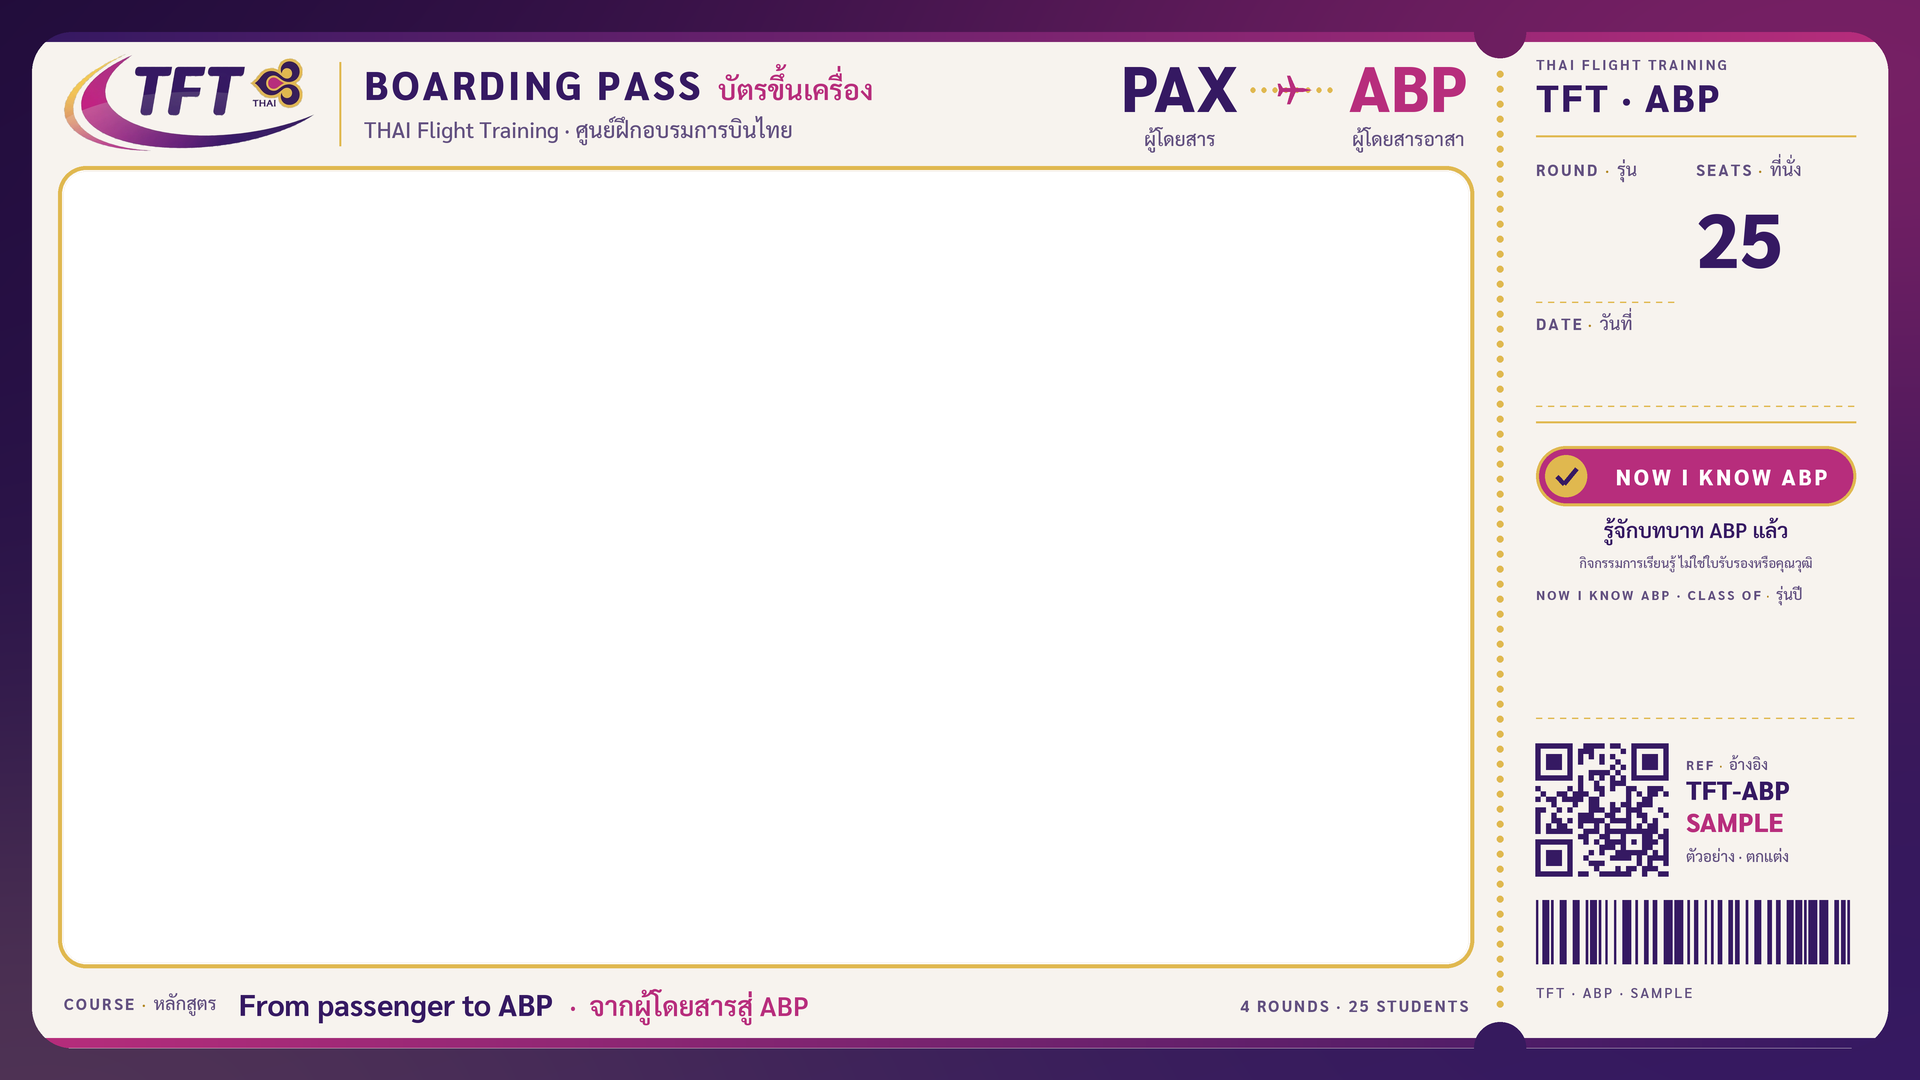 TFT THAI
BOARDING PASS บัตรขึ้นเครื่อง
THAI Flight Training · ศูนย์ฝึกอบรมการบินไทย
PAX ABP
ผู้โดยสาร ผู้โดยสารอาสา
COURSE · หลักสูตร From passenger to ABP · จากผู้โดยสารสู่ ABP
4 ROUNDS · 25 STUDENTS
THAI FLIGHT TRAINING
TFT · ABP
ROUND · รุ่น SEATS · ที่นั่ง
25
DATE · วันที่
NOW I KNOW ABP
รู้จักบทบาท ABP แล้ว
กิจกรรมการเรียนรู้ ไม่ใช่ใบรับรองหรือคุณวุฒิ
NOW I KNOW ABP · CLASS OF · รุ่นปี
REF · อ้างอิง
TFT-ABP
SAMPLE
ตัวอย่าง · ตกแต่ง
TFT · ABP · SAMPLE